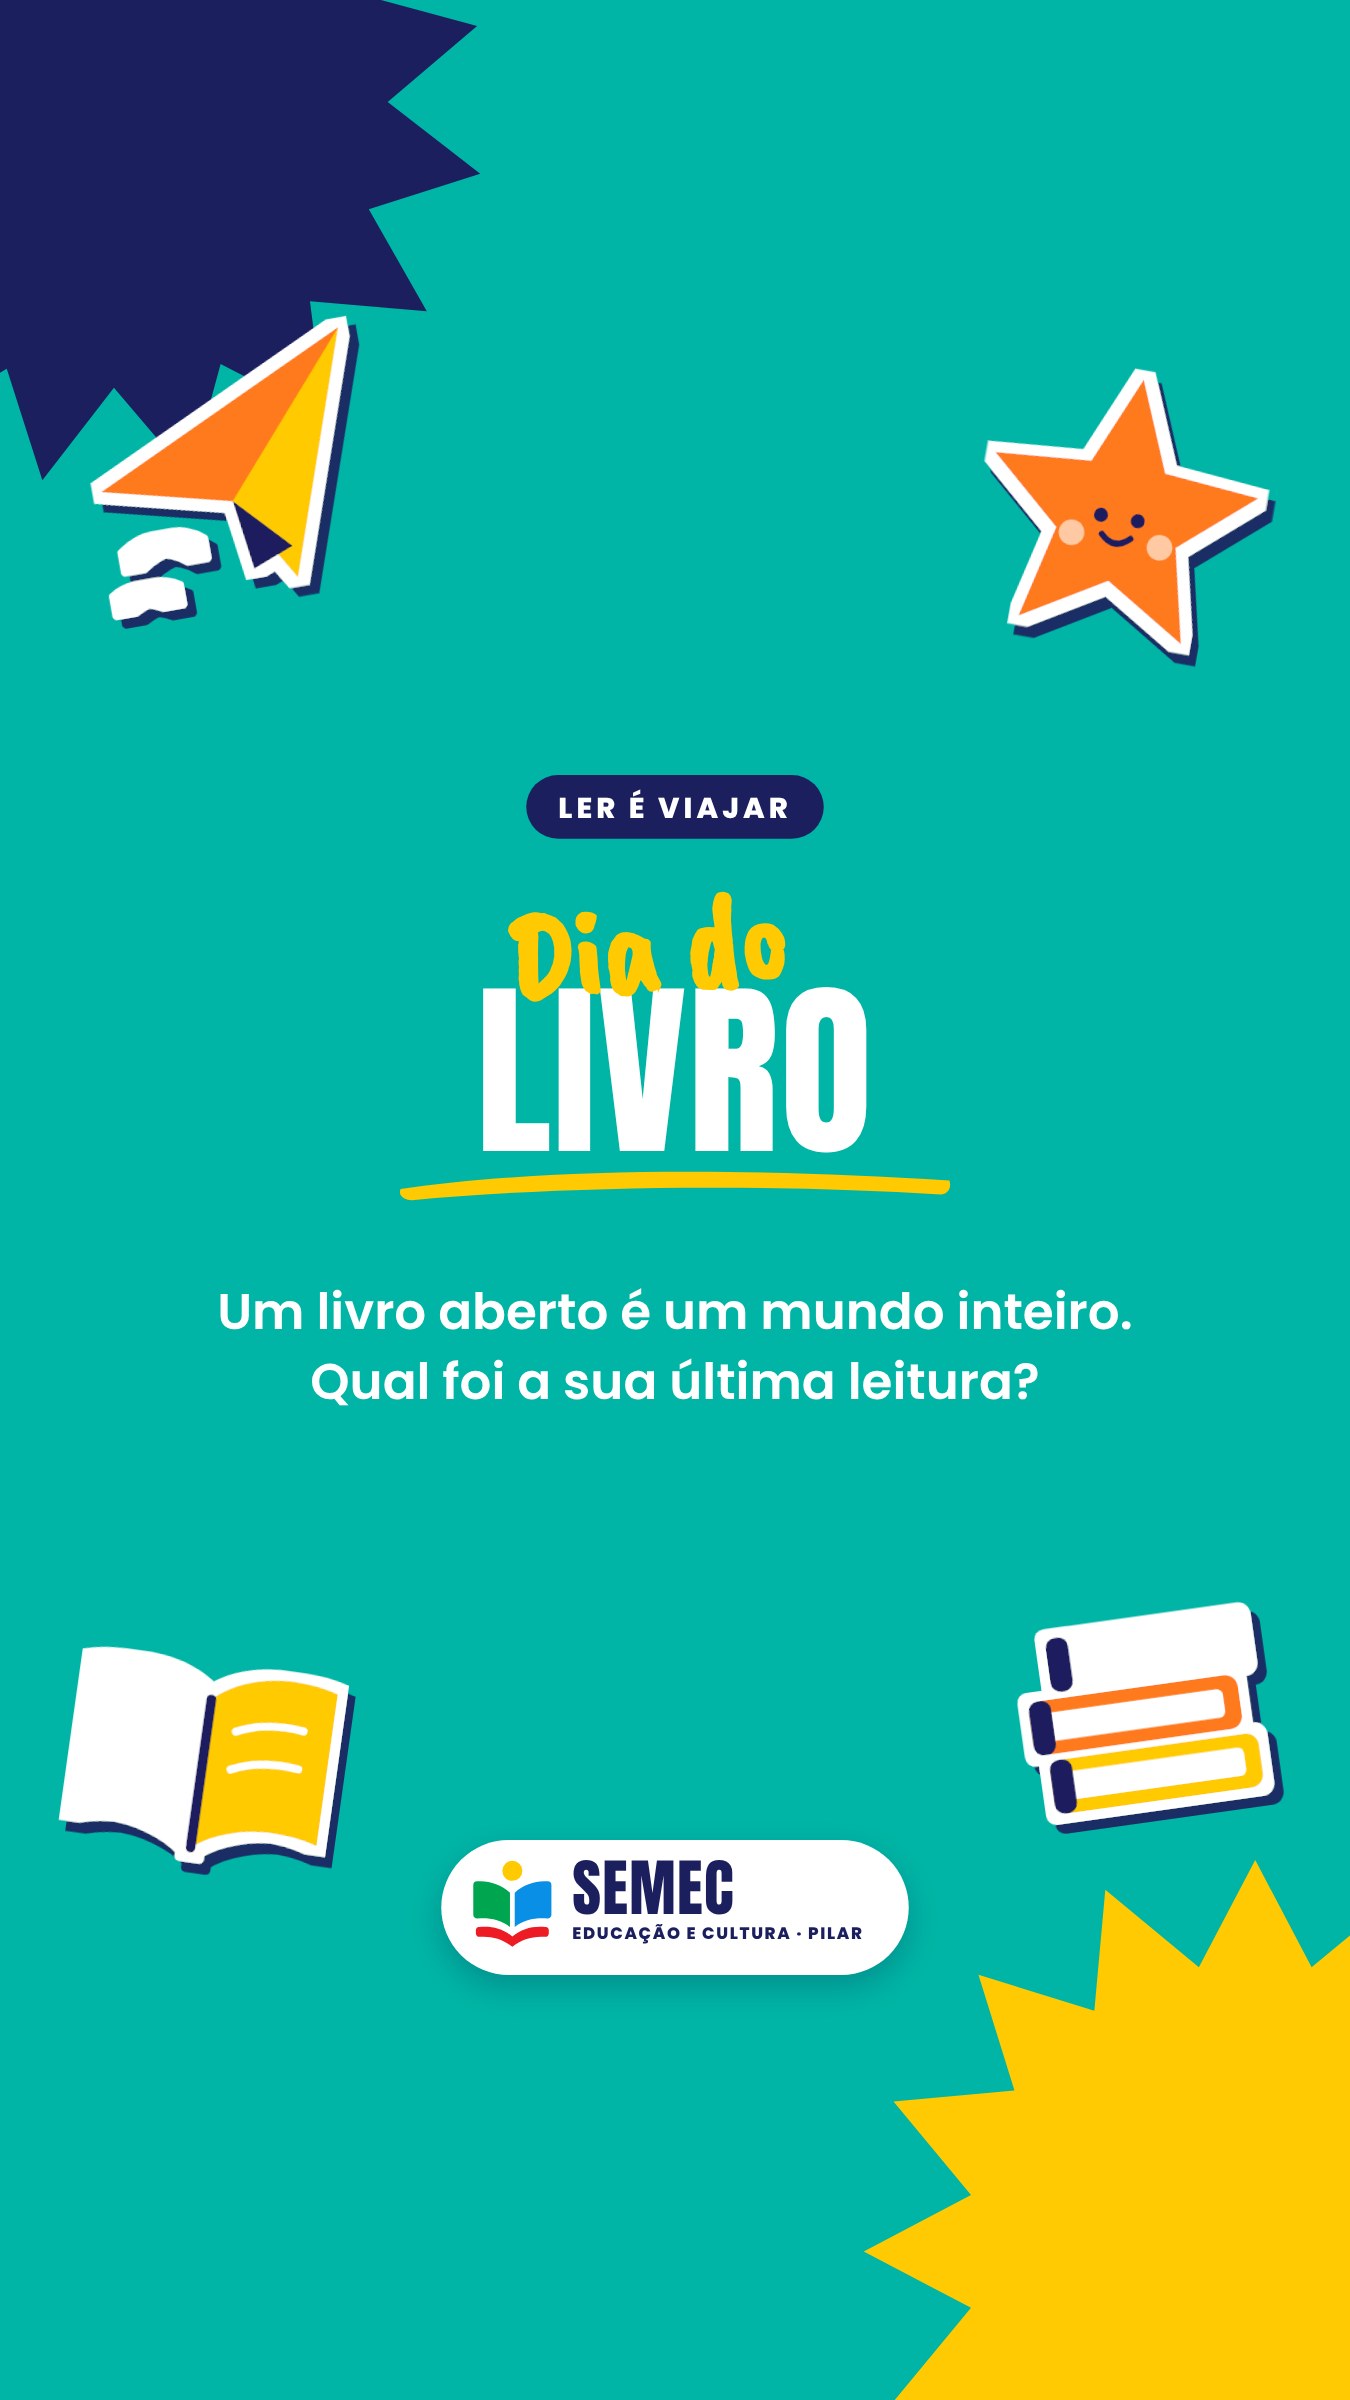 LER É VIAJAR
Dia do
LIVRO
Um livro aberto é um mundo inteiro.
Qual foi a sua última leitura?
SEMEC
EDUCAÇÃO E CULTURA · PILAR